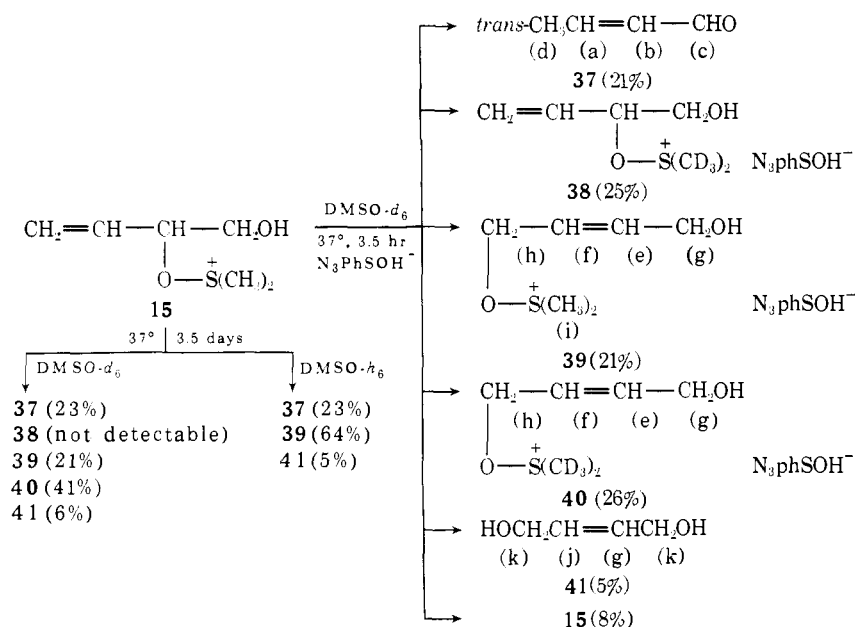 trans-CH₃CH=CH—CHO
(d) (a) (b) (c)
37 (21%)
CH₂=CH—CH—CH₂OH
O—S⁺(CD₃)₂ N₃phSOH⁻
38 (25%)
CH₂=CH—CH—CH₂OH
O—S⁺(CH₃)₂
15
DMSO-d₆
37°, 3.5 hr
N₃PhSOH⁻
CH₂—CH=CH—CH₂OH
(h) (f) (e) (g)
O—S⁺(CH₃)₂ N₃phSOH⁻
(i)
39 (21%)
37° 3.5 days
DMSO-d₆
37 (23%)
38 (not detectable)
39 (21%)
40 (41%)
41 (6%)
DMSO-h₆
37 (23%)
39 (64%)
41 (5%)
CH₂—CH=CH—CH₂OH
(h) (f) (e) (g)
O—S⁺(CD₃)₂ N₃phSOH⁻
40 (26%)
HOCH₂CH=CHCH₂OH
(k) (j) (g) (k)
41 (5%)
15 (8%)